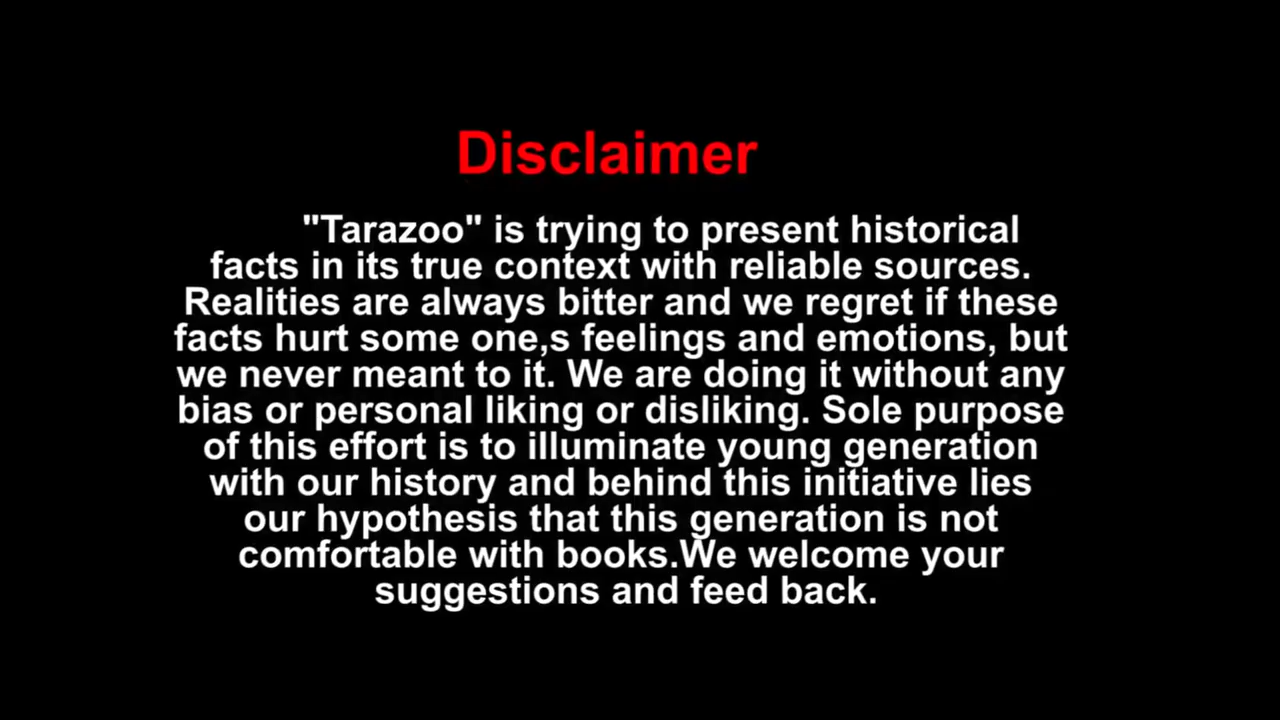 Disclaimer
"Tarazoo" is trying to present historical
facts in its true context with reliable sources.
Realities are always bitter and we regret if these
facts hurt some one,s feelings and emotions, but
we never meant to it. We are doing it without any
bias or personal liking or disliking. Sole purpose
of this effort is to illuminate young generation
with our history and behind this initiative lies
our hypothesis that this generation is not
comfortable with books.We welcome your
suggestions and feed back.